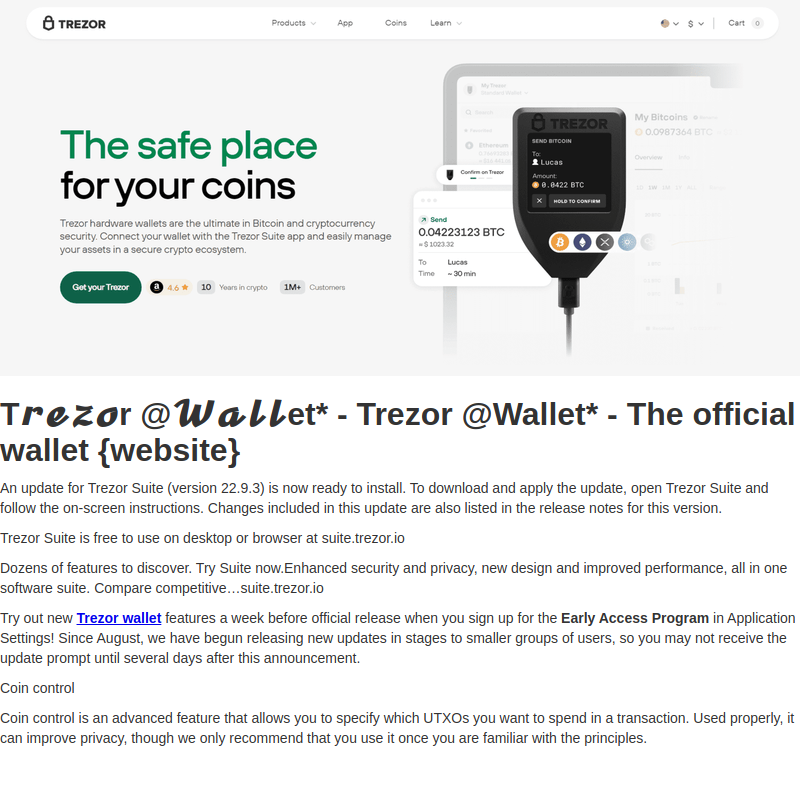 TREZOR
Products
App
Coins
Learn
$
Cart
0
The safe place
for your coins
Trezor hardware wallets are the ultimate in Bitcoin and cryptocurrency
security. Connect your wallet with the Trezor Suite app and easily manage
your assets in a secure crypto ecosystem.
Get your Trezor
4.6
10
Years in crypto
1M+
Customers
My Trezor
Ethereum
Confirm on Trezor
Send
0.04223123 BTC
≈ $ 1023.32
To
Lucas
Time
~ 30 min
TREZOR
SEND BITCOIN
To:
Lucas
Amount:
0.0422 BTC
HOLD TO CONFIRM
My Bitcoins
0.0987364 BTC
Overview
T𝒓𝒆𝒛𝒐r @𝑾𝒂𝒍𝒍et* - Trezor @Wallet* - The official
wallet {website}
An update for Trezor Suite (version 22.9.3) is now ready to install. To download and apply the update, open Trezor Suite and
follow the on-screen instructions. Changes included in this update are also listed in the release notes for this version.
Trezor Suite is free to use on desktop or browser at suite.trezor.io
Dozens of features to discover. Try Suite now.Enhanced security and privacy, new design and improved performance, all in one
software suite. Compare competitive…suite.trezor.io
Try out new Trezor wallet features a week before official release when you sign up for the Early Access Program in Application
Settings! Since August, we have begun releasing new updates in stages to smaller groups of users, so you may not receive the
update prompt until several days after this announcement.
Coin control
Coin control is an advanced feature that allows you to specify which UTXOs you want to spend in a transaction. Used properly, it
can improve privacy, though we only recommend that you use it once you are familiar with the principles.